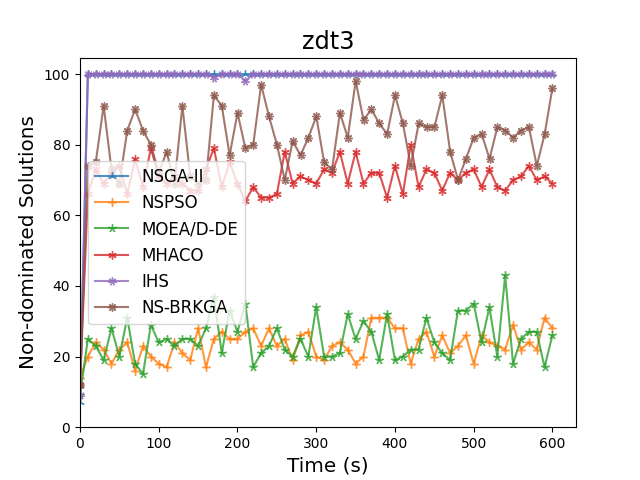 zdt3
Non-dominated Solutions
100
80
60
40
20
0
NSGA-II
NSPSO
MOEA/D-DE
MHACO
IHS
NS-BRKGA
0 100 200 300 400 500 600
Time (s)